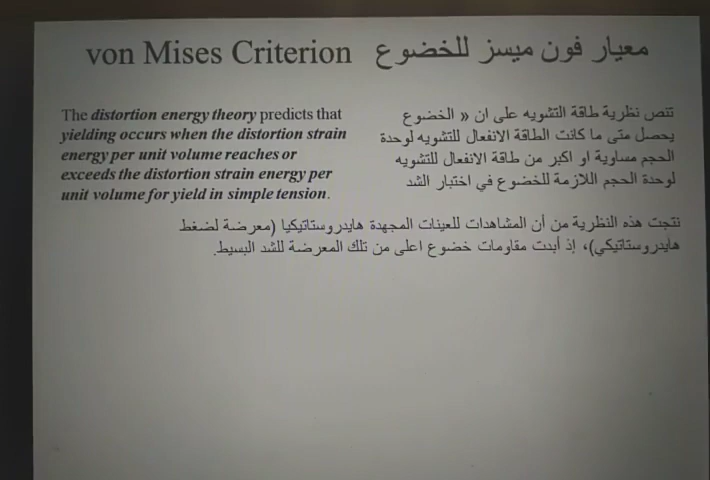 von Mises Criterion معيار فون ميسز للخضوع
The distortion energy theory predicts that
yielding occurs when the distortion strain
energy per unit volume reaches or
exceeds the distortion strain energy per
unit volume for yield in simple tension.
تنص نظرية طاقة التشويه على ان « الخضوع
يحصل متى ما كانت الطاقة الانفعال للتشويه لوحدة
الحجم مساوية او اكبر من طاقة الانفعال للتشويه
لوحدة الحجم اللازمة للخضوع في اختبار الشد
نتجت هذه النظرية من أن المشاهدات للعينات المجهدة هايدروستاتيكيا (معرضة لضغط
هايدروستاتيكي)، إذ أبدت مقاومات خضوع اعلى من تلك المعرضة للشد البسيط.